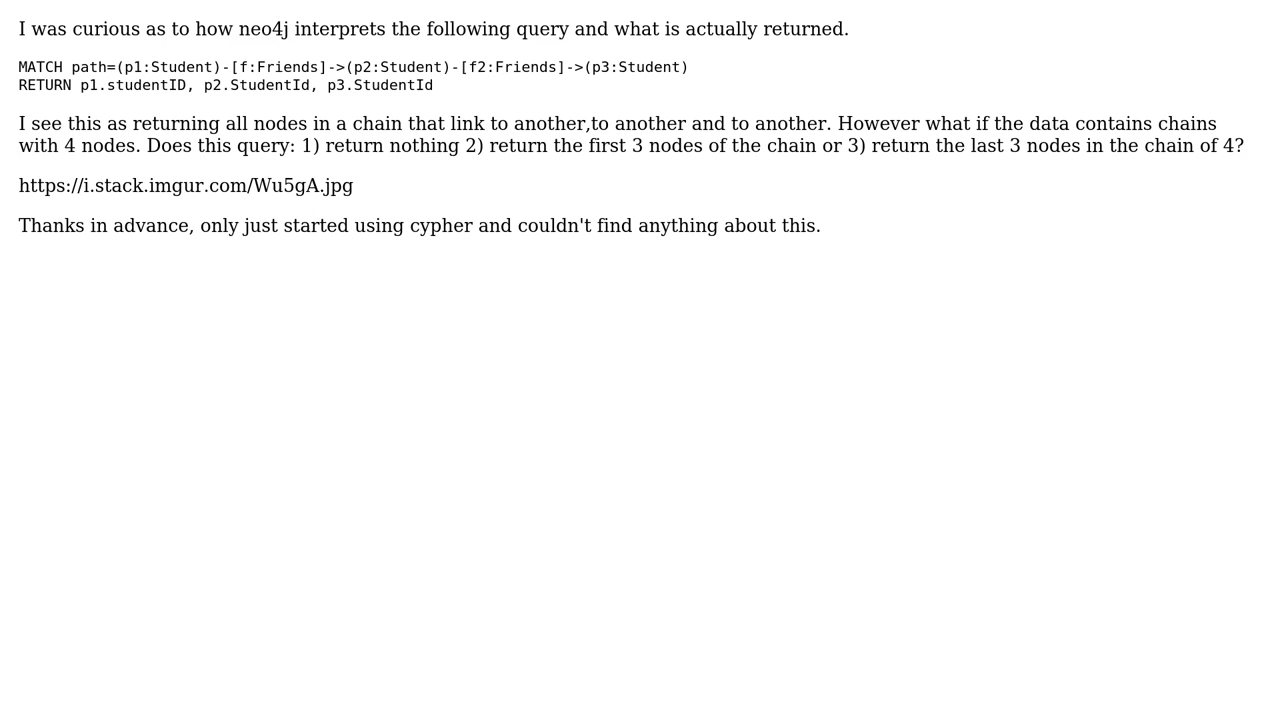 I was curious as to how neo4j interprets the following query and what is actually returned.
MATCH path=(p1:Student)-[f:Friends]->(p2:Student)-[f2:Friends]->(p3:Student)
RETURN p1.studentID, p2.StudentId, p3.StudentId
I see this as returning all nodes in a chain that link to another,to another and to another. However what if the data contains chains
with 4 nodes. Does this query: 1) return nothing 2) return the first 3 nodes of the chain or 3) return the last 3 nodes in the chain of 4?
https://i.stack.imgur.com/Wu5gA.jpg
Thanks in advance, only just started using cypher and couldn't find anything about this.